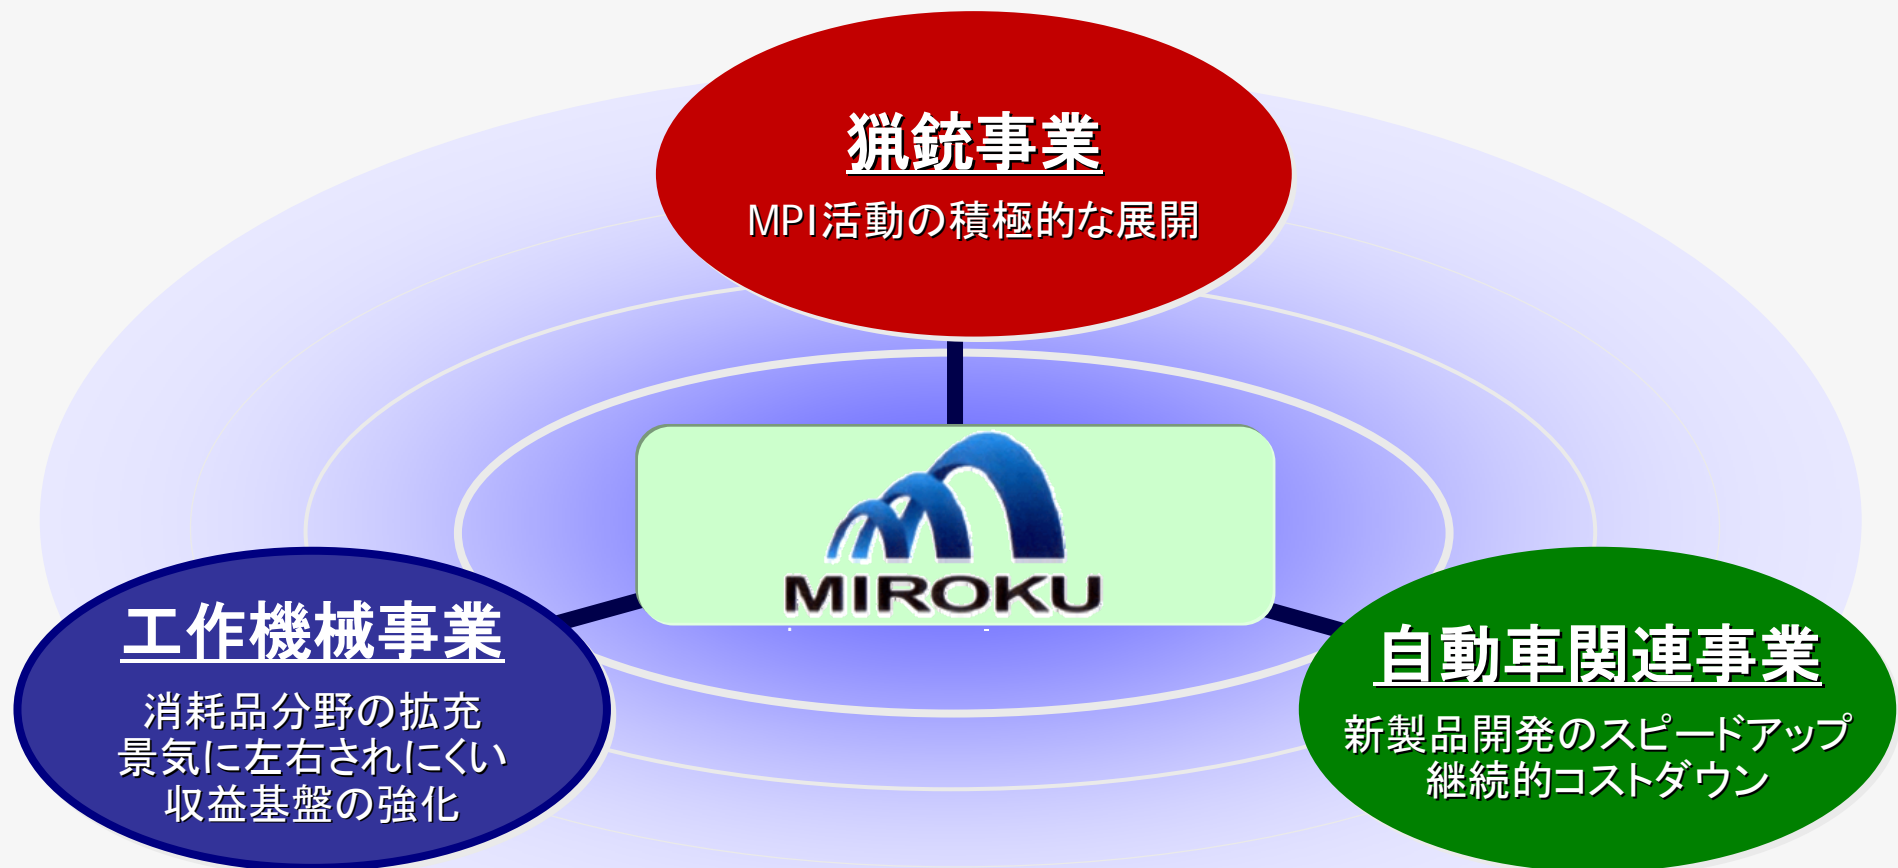 猟銃事業
MPI活動の積極的な展開
MIROKU
工作機械事業
消耗品分野の拡充
景気に左右されにくい
収益基盤の強化
自動車関連事業
新製品開発のスピードアップ
継続的コストダウン